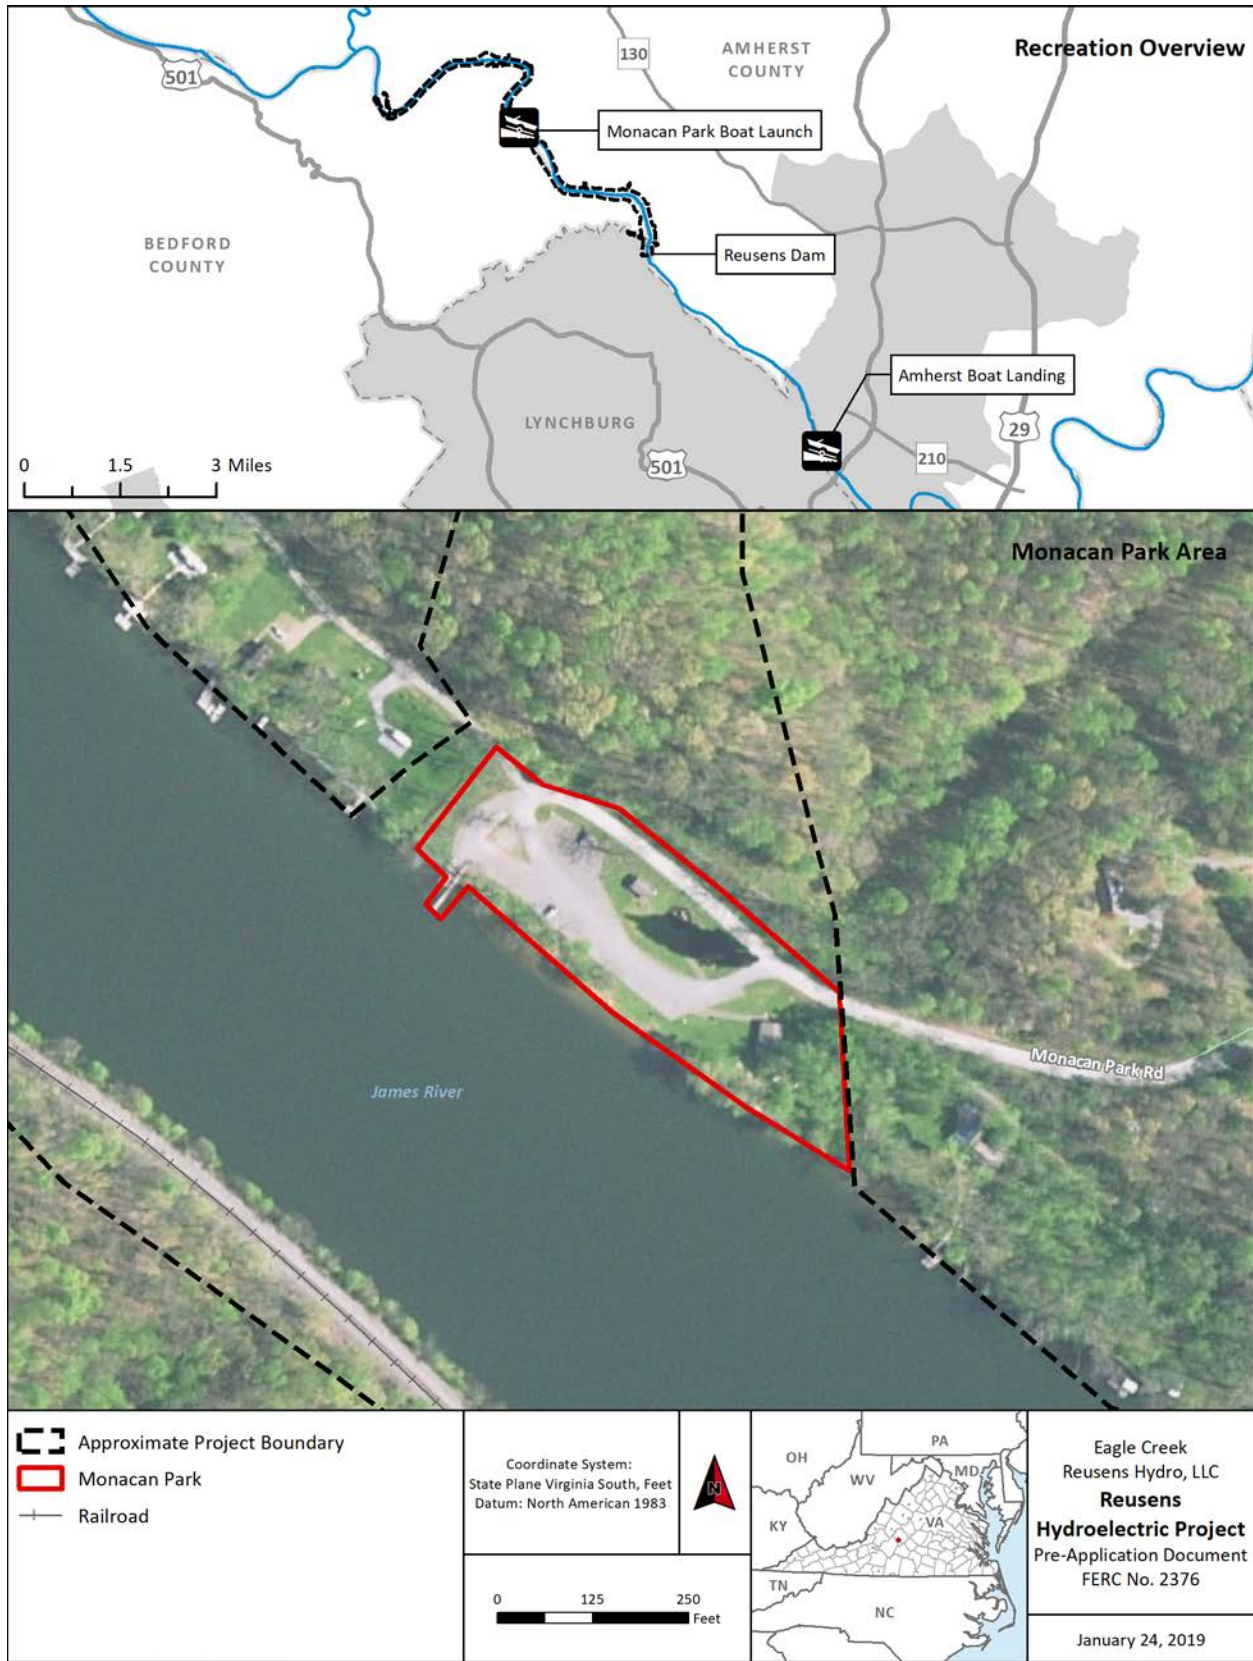 Recreation Overview
501
130
AMHERST
COUNTY
Monacan Park Boat Launch
BEDFORD
COUNTY
Reusens Dam
Amherst Boat Landing
LYNCHBURG
29
501
210
0 1.5 3 Miles
Monacan Park Area
Monacan Park Rd
James River
Approximate Project Boundary
Monacan Park
Railroad
Coordinate System:
State Plane Virginia South, Feet
Datum: North American 1983
N
0 125 250
Feet
PA
OH
MD
WV
KY
VA
TN
NC
Eagle Creek
Reusens Hydro, LLC
Reusens
Hydroelectric Project
Pre-Application Document
FERC No. 2376
January 24, 2019